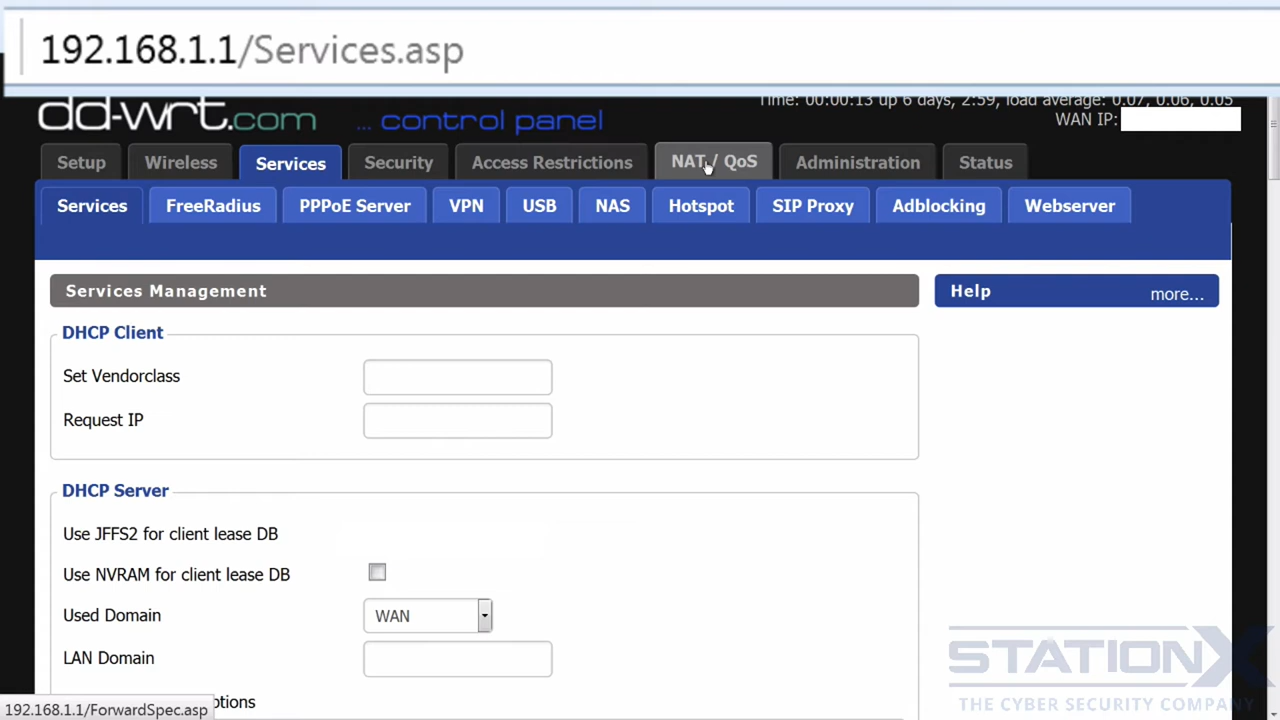 192.168.1.1/Services.asp
dd-wrt.com ... control panel
Time: 00:00:13 up 6 days, 2:59, load average: 0.07, 0.06, 0.05
WAN IP:
Setup Wireless Services Security Access Restrictions NAT / QoS Administration Status
Services FreeRadius PPPoE Server VPN USB NAS Hotspot SIP Proxy Adblocking Webserver
Services Management
Help more...
DHCP Client
Set Vendorclass
Request IP
DHCP Server
Use JFFS2 for client lease DB
Use NVRAM for client lease DB
Used Domain WAN
LAN Domain
STATIONX
THE CYBER SECURITY COMPANY
192.168.1.1/ForwardSpec.asp ptions